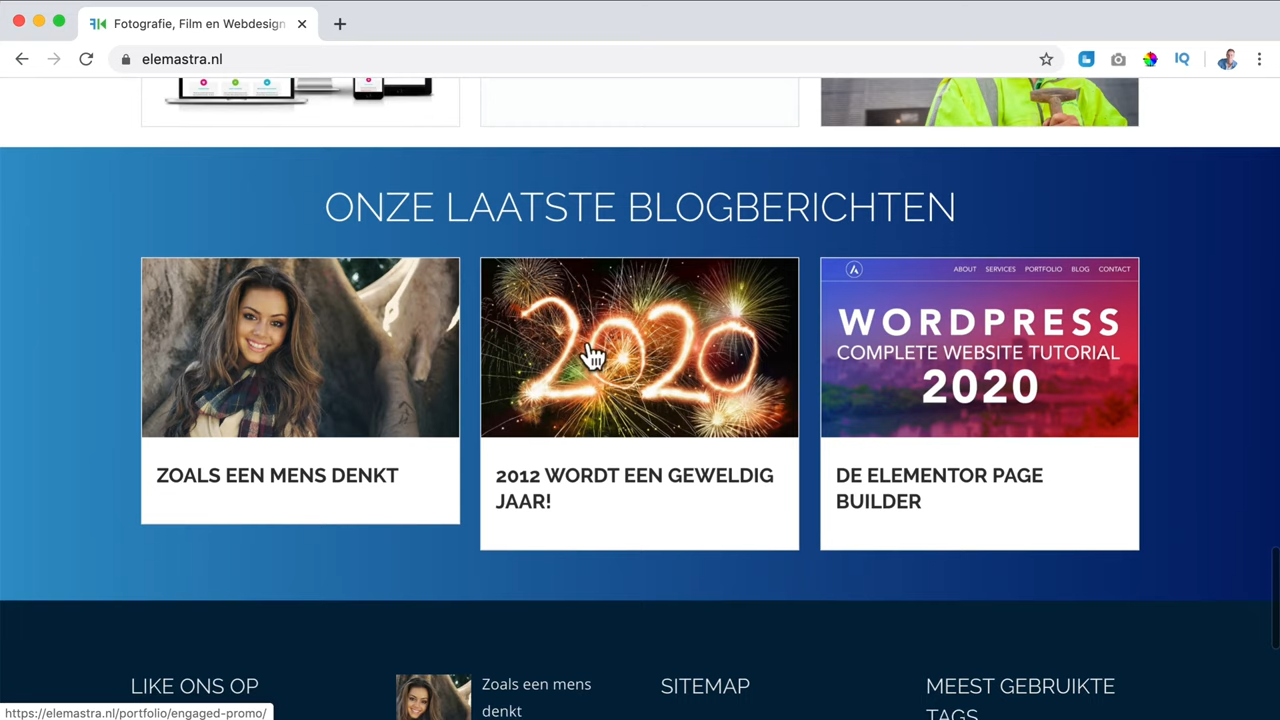 Fotografie, Film en Webdesign
elemastra.nl
IQ
ONZE LAATSTE BLOGBERICHTEN
2020
ABOUT SERVICES PORTFOLIO BLOG CONTACT
WORDPRESS
COMPLETE WEBSITE TUTORIAL
2020
ZOALS EEN MENS DENKT
2012 WORDT EEN GEWELDIG
JAAR!
DE ELEMENTOR PAGE
BUILDER
LIKE ONS OP
Zoals een mens
denkt
SITEMAP
MEEST GEBRUIKTE
TAGS
https://elemastra.nl/portfolio/engaged-promo/